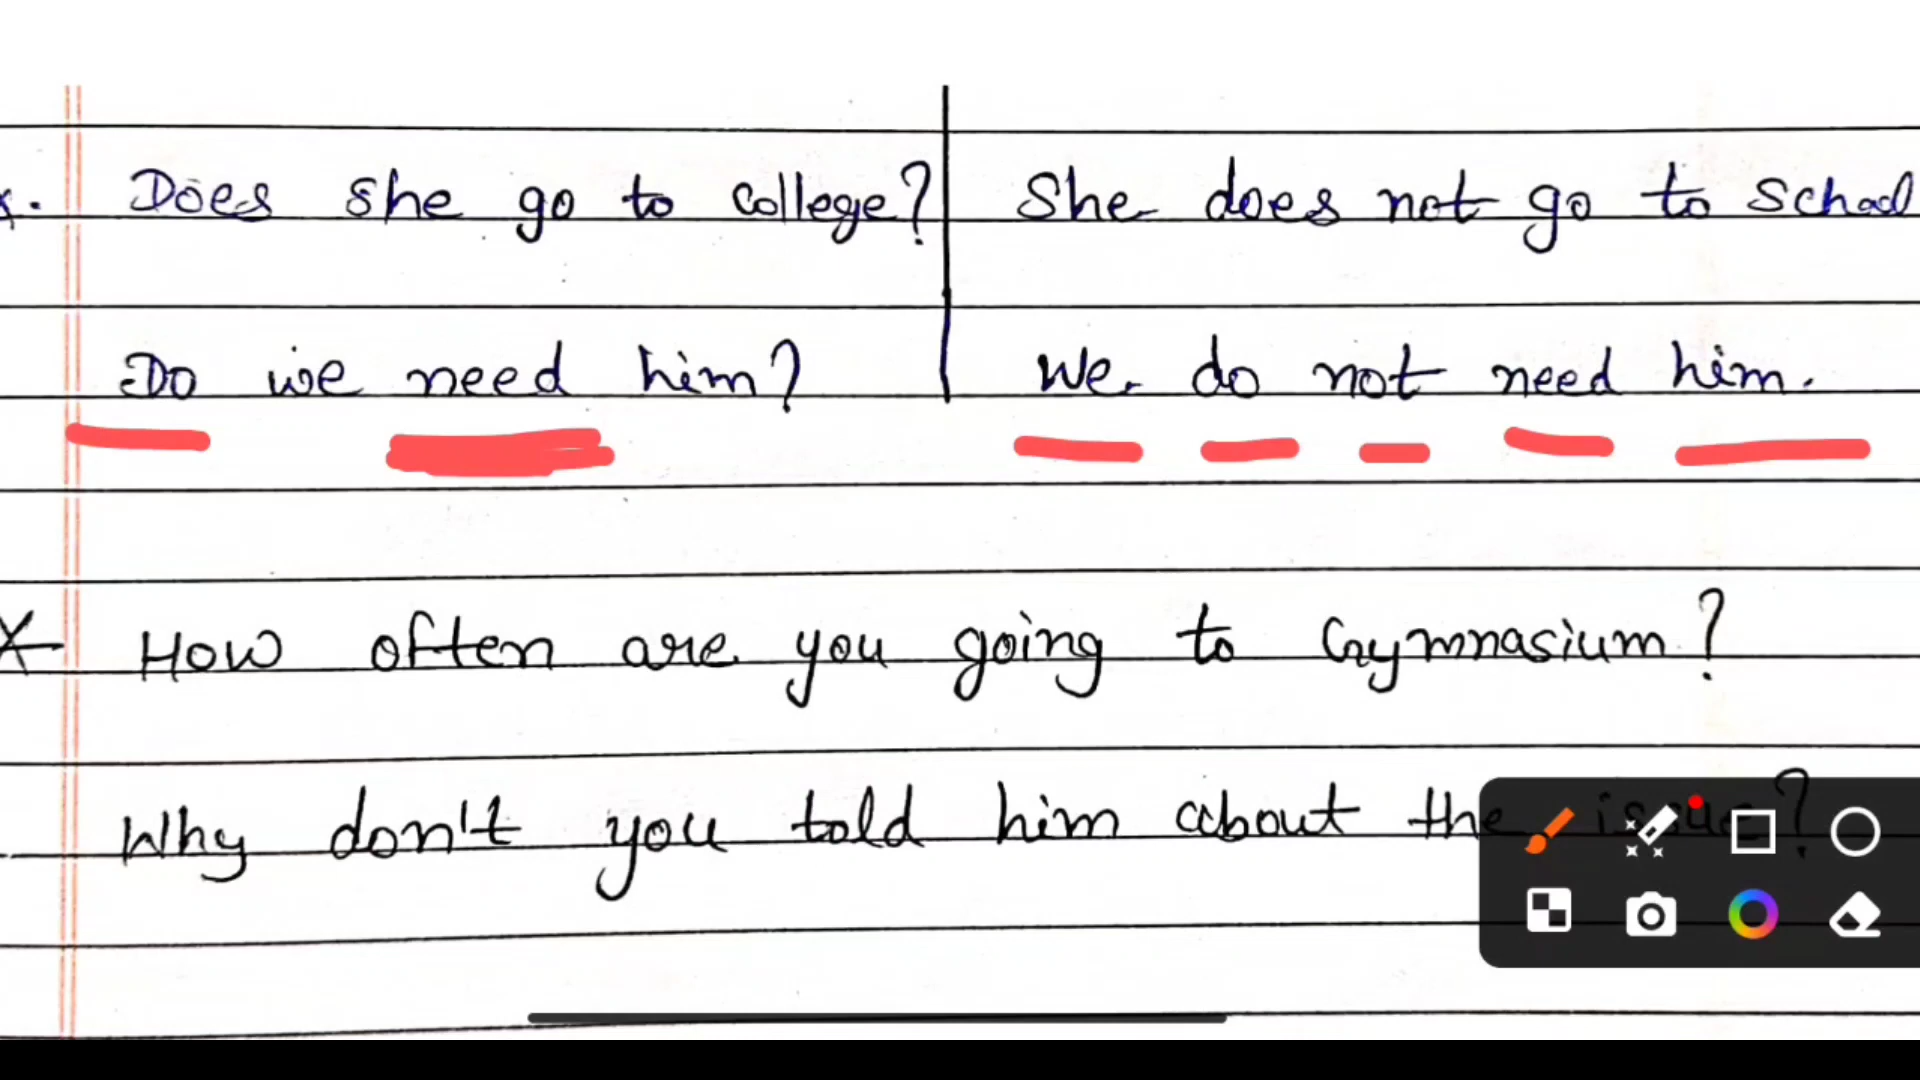 Does she go to college? She does not go to School
Do we need him? We do not need him.
How often are you going to Gymnasium?
Why don't you told him about the issue?